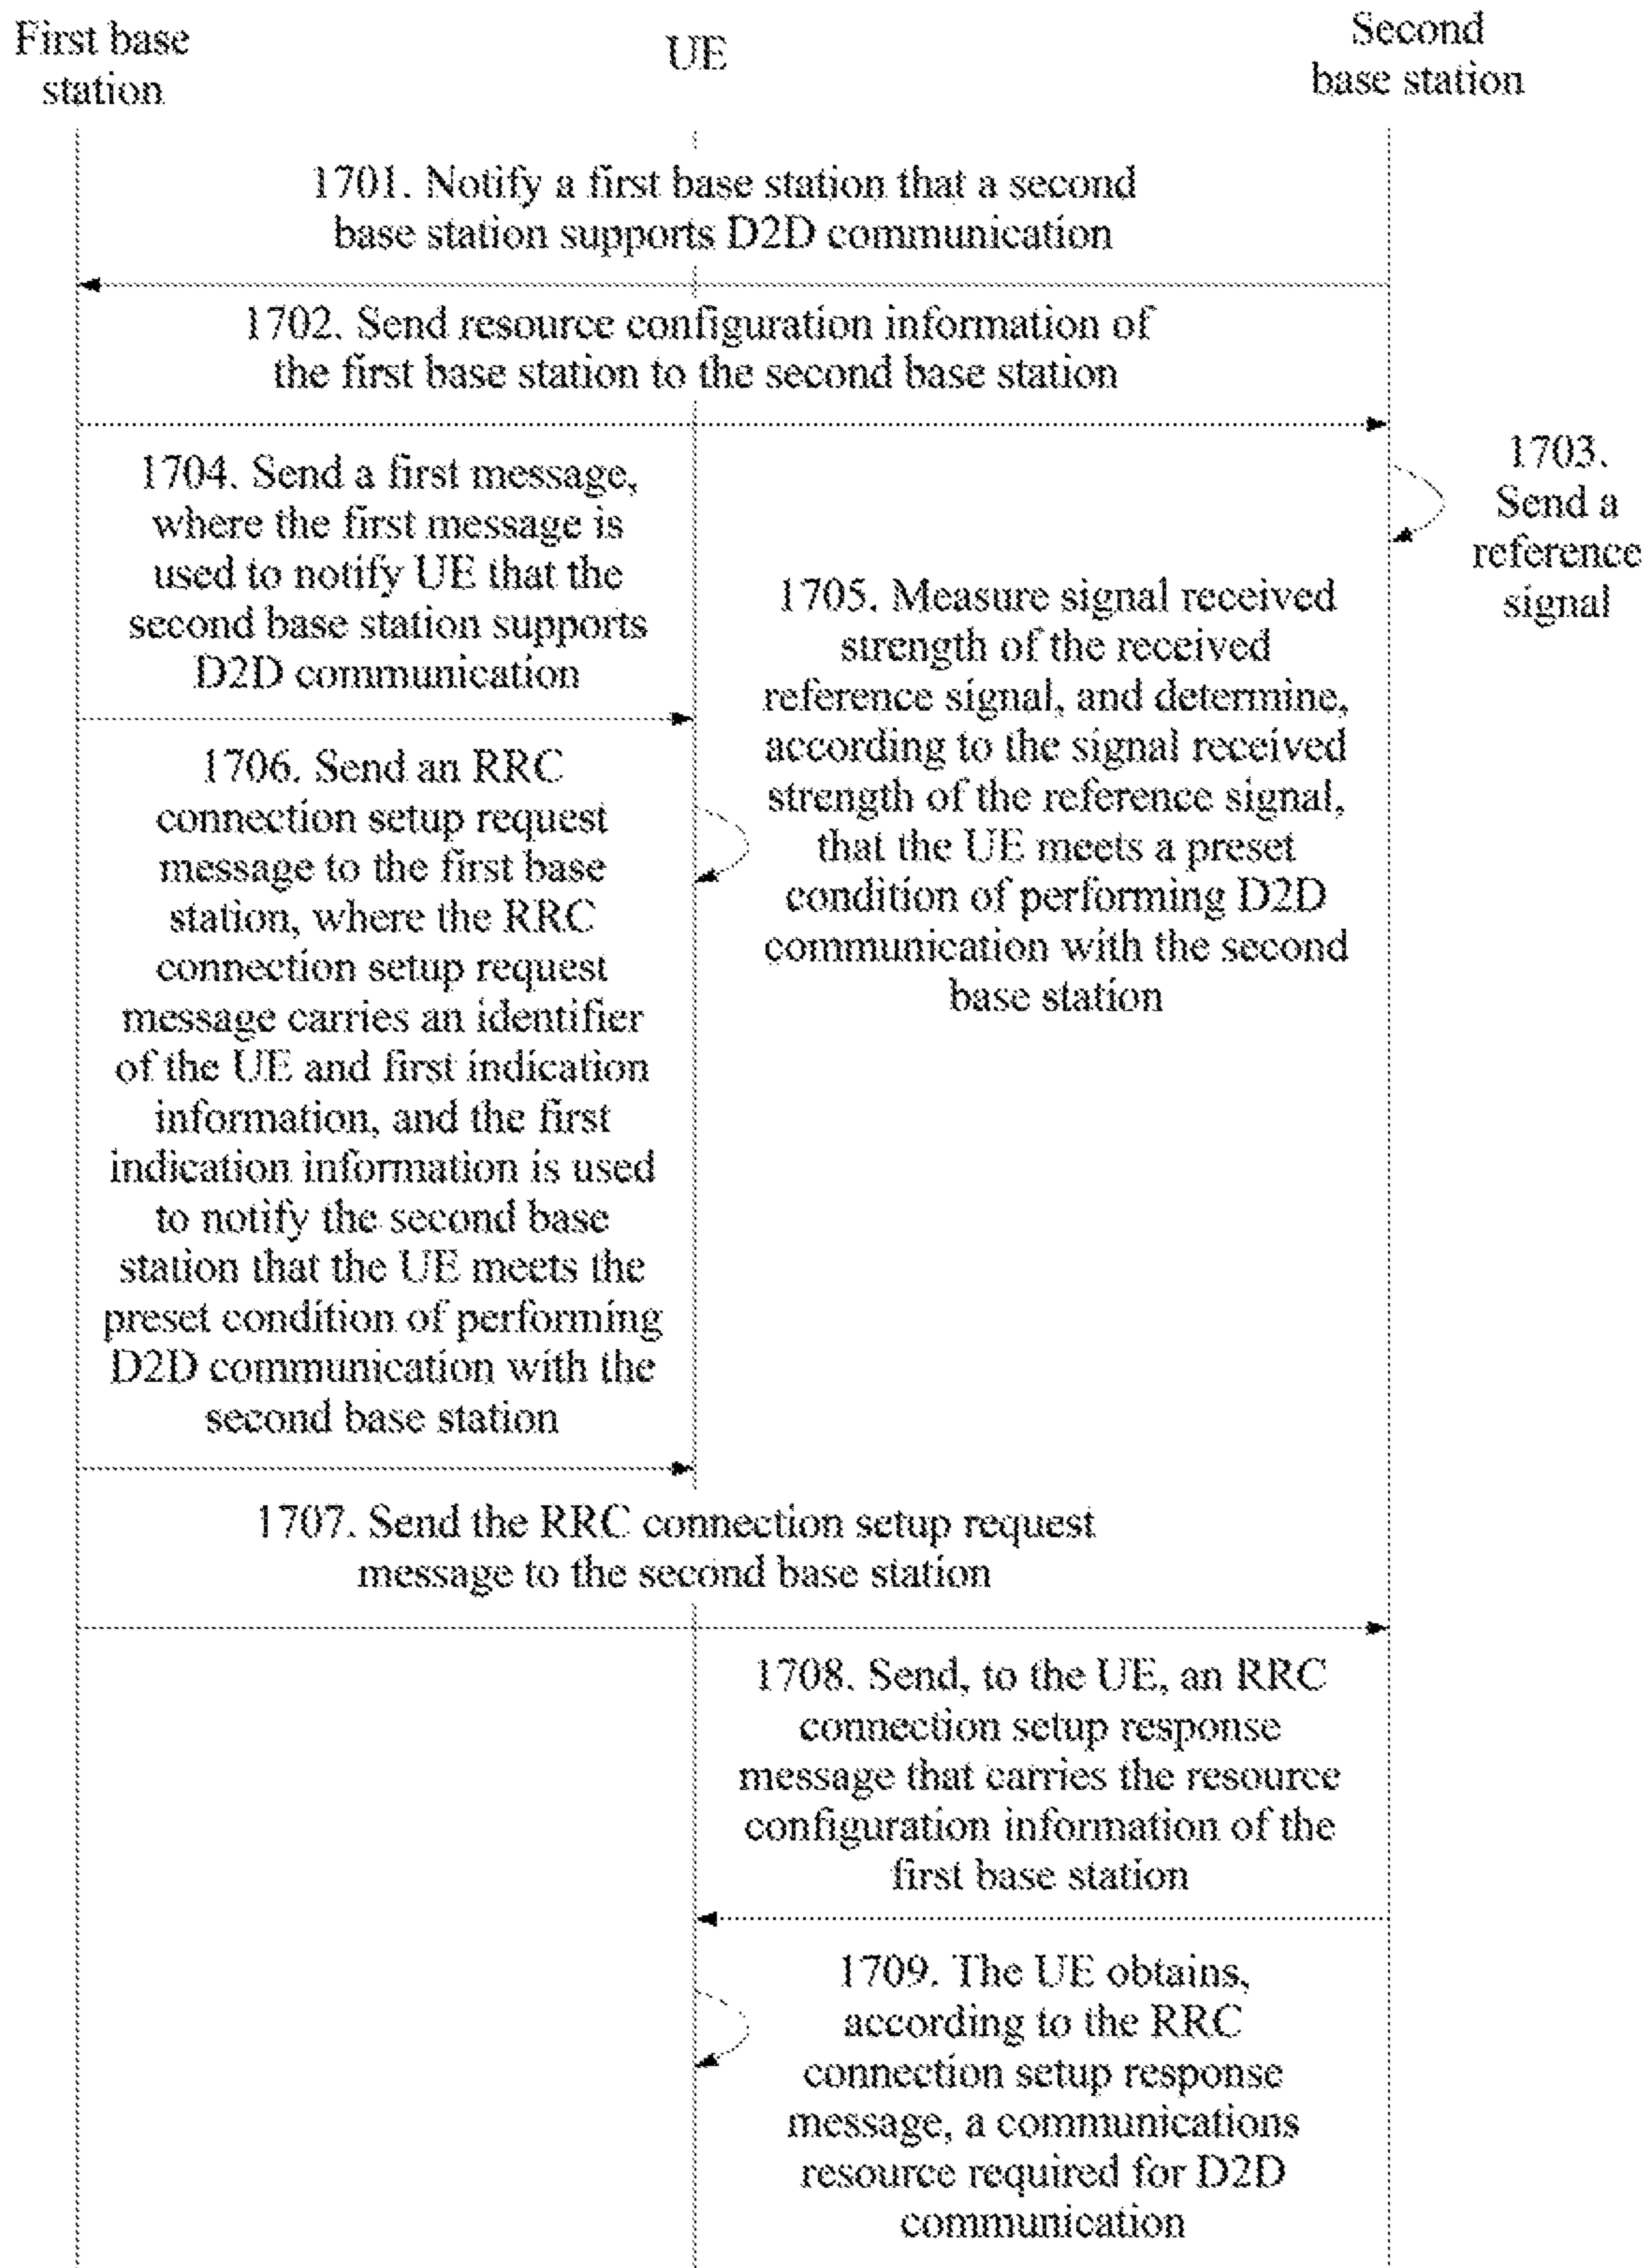 First base
station
UE
Second
base station
1701. Notify a first base station that a second
base station supports D2D communication
1702. Send resource configuration information of
the first base station to the second base station
1703.
Send a
reference
signal
1704. Send a first message,
where the first message is
used to notify UE that the
second base station supports
D2D communication
1705. Measure signal received
strength of the received
reference signal, and determine,
according to the signal received
strength of the reference signal,
that the UE meets a preset
condition of performing D2D
communication with the second
base station
1706. Send an RRC
connection setup request
message to the first base
station, where the RRC
connection setup request
message carries an identifier
of the UE and first indication
information, and the first
indication information is used
to notify the second base
station that the UE meets the
preset condition of performing
D2D communication with the
second base station
1707. Send the RRC connection setup request
message to the second base station
1708. Send, to the UE, an RRC
connection setup response
message that carries the resource
configuration information of the
first base station
1709. The UE obtains,
according to the RRC
connection setup response
message, a communications
resource required for D2D
communication